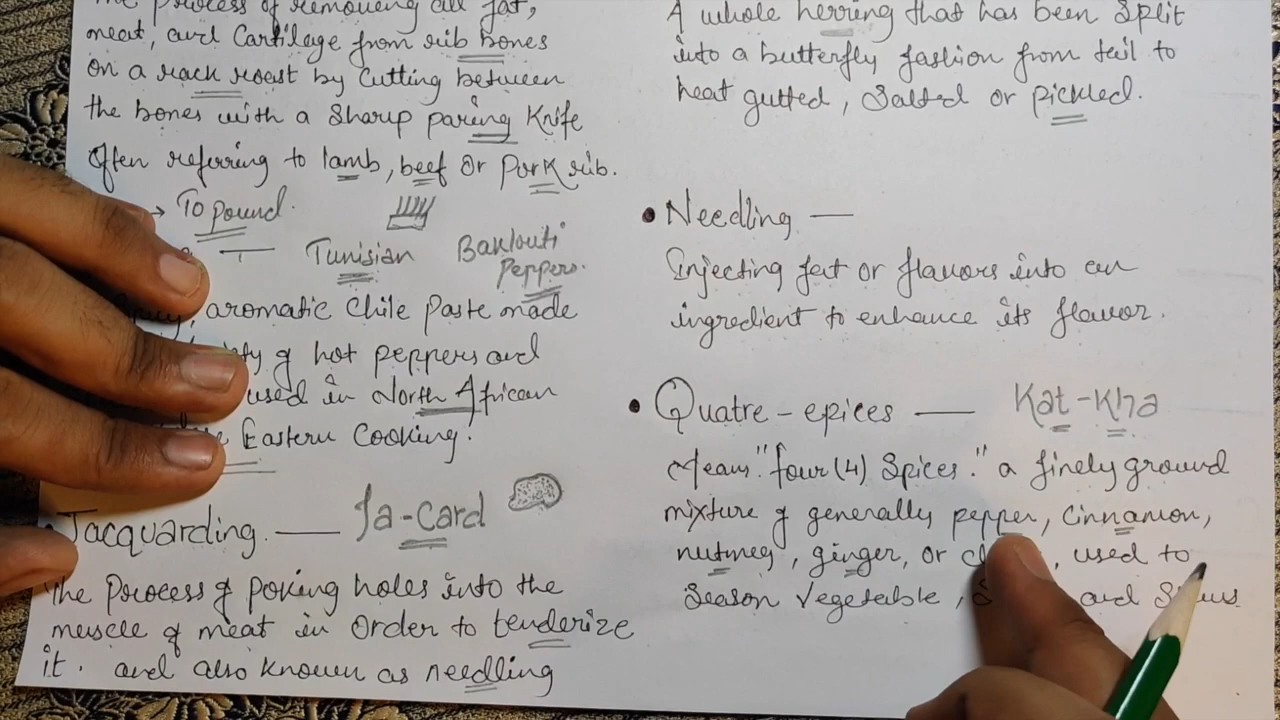 The process of removeing all fat,
meat, and Cartilage from rib bones
on a rack roast by Cutting between
the bones with a Sharp paring Knife
Often referring to lamb, beef or Pork rib.
→ To pound.
Tunisian Baklouti
Peppers.
aromatic Chile Paste made
of hot peppers and
used in North African
Eastern Cooking.
Jacquarding. — Ja-Card
The Process of Poking holes into the
muscle of meat in Order to tenderize
it. and also known as needling
A whole herring that has been Split
into a butterfly fashion from tail to
heat gutted, Salted or pickled.
• Needling —
Injecting fat or flavors into an
ingredient to enhance its flavor.
• Quatre-epices — Kat-Kha
Means "four (4) Spices." a finely ground
mixture of generally pepper, Cinnamon,
nutmeg, ginger, or used to
Season Vegetable, and